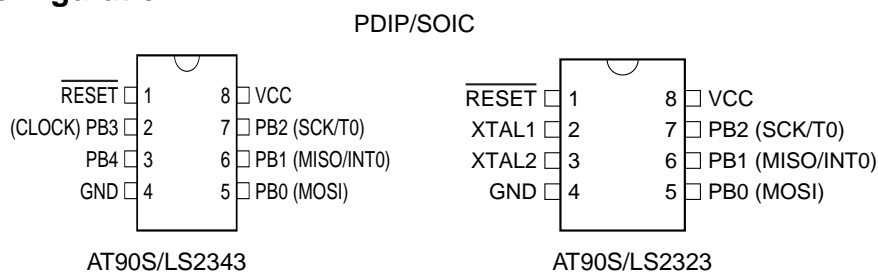 PDIP/SOIC
RESET 1 8 VCC
(CLOCK) PB3 2 7 PB2 (SCK/T0)
PB4 3 6 PB1 (MISO/INT0)
GND 4 5 PB0 (MOSI)
AT90S/LS2343
RESET 1 8 VCC
XTAL1 2 7 PB2 (SCK/T0)
XTAL2 3 6 PB1 (MISO/INT0)
GND 4 5 PB0 (MOSI)
AT90S/LS2323